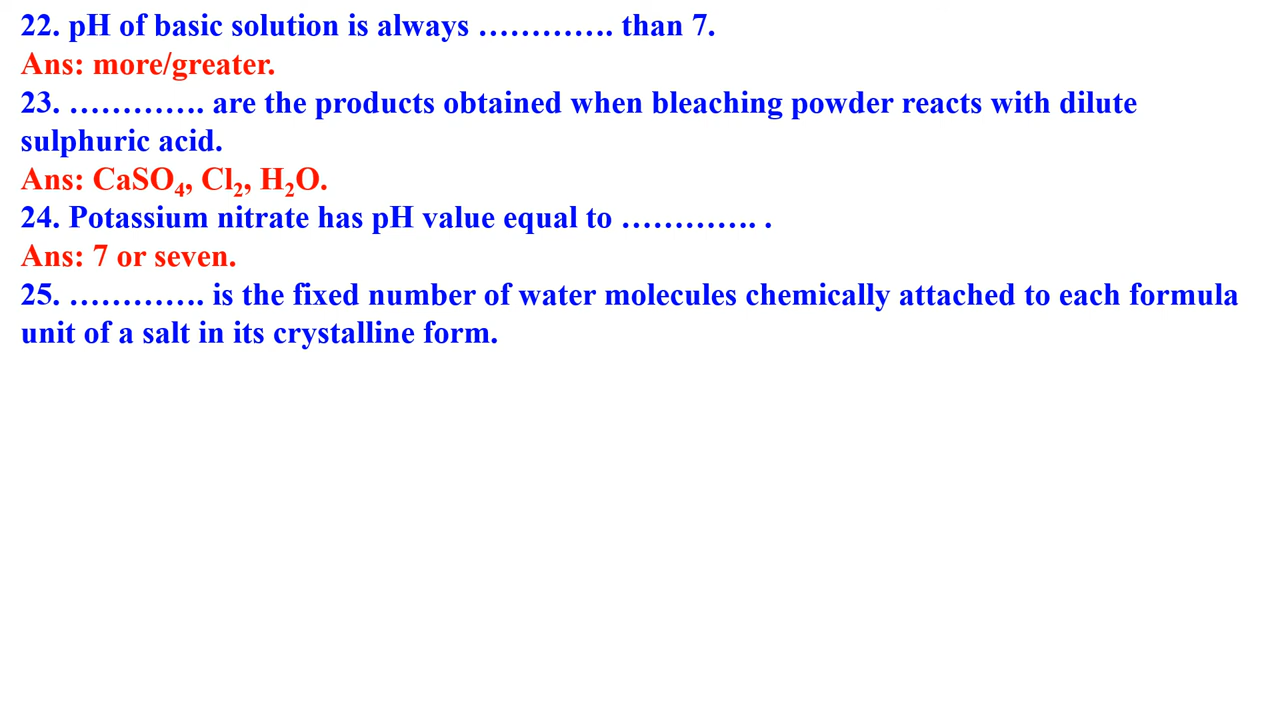 22. pH of basic solution is always …………. than 7.
Ans: more/greater.
23. …………. are the products obtained when bleaching powder reacts with dilute
sulphuric acid.
Ans: CaSO₄, Cl₂, H₂O.
24. Potassium nitrate has pH value equal to …………. .
Ans: 7 or seven.
25. …………. is the fixed number of water molecules chemically attached to each formula
unit of a salt in its crystalline form.